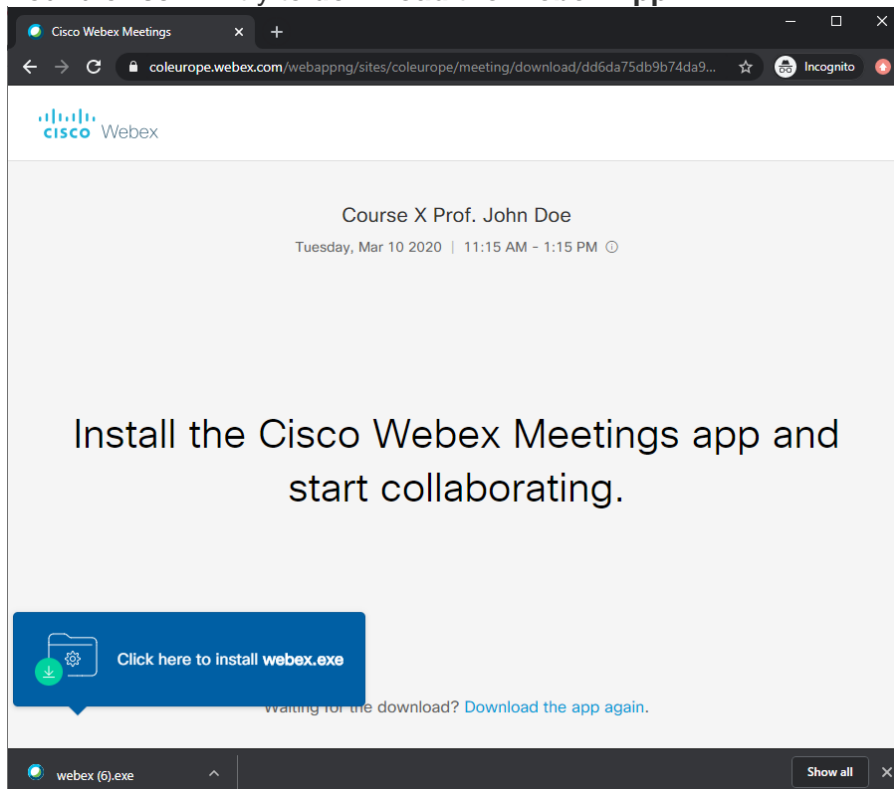 Cisco Webex Meetings
coleurope.webex.com/webappng/sites/coleurope/meeting/download/dd6da75db9b74da9...
Incognito
CISCO Webex
Course X Prof. John Doe
Tuesday, Mar 10 2020 | 11:15 AM - 1:15 PM
Install the Cisco Webex Meetings app and
start collaborating.
Click here to install webex.exe
Waiting for the download? Download the app again.
webex (6).exe
Show all